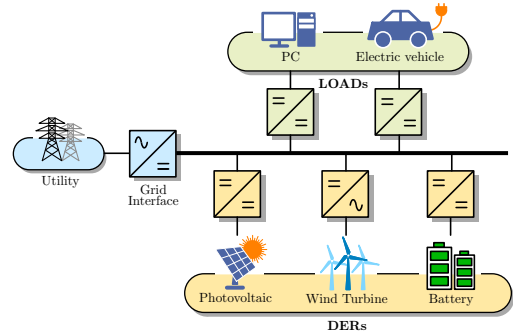 PC
Electric vehicle
LOADs
Utility
Grid
Interface
Photovoltaic
Wind Turbine
Battery
DERs